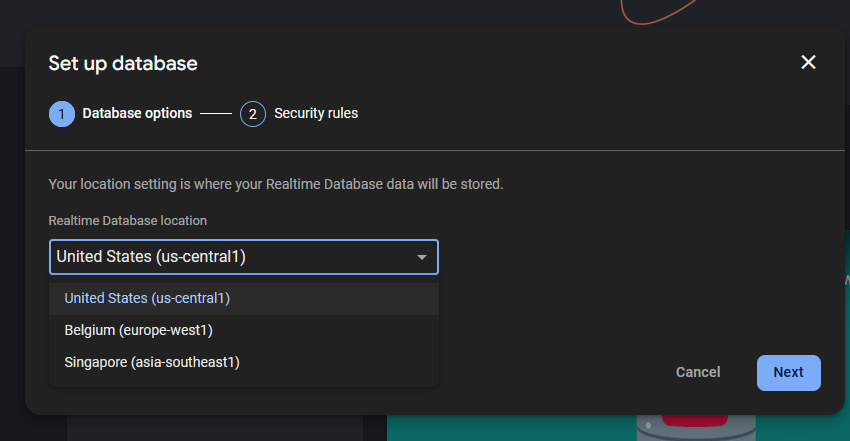 Set up database
1 Database options
2 Security rules
Your location setting is where your Realtime Database data will be stored.
Realtime Database location
United States (us-central1)
United States (us-central1)
Belgium (europe-west1)
Singapore (asia-southeast1)
Cancel
Next